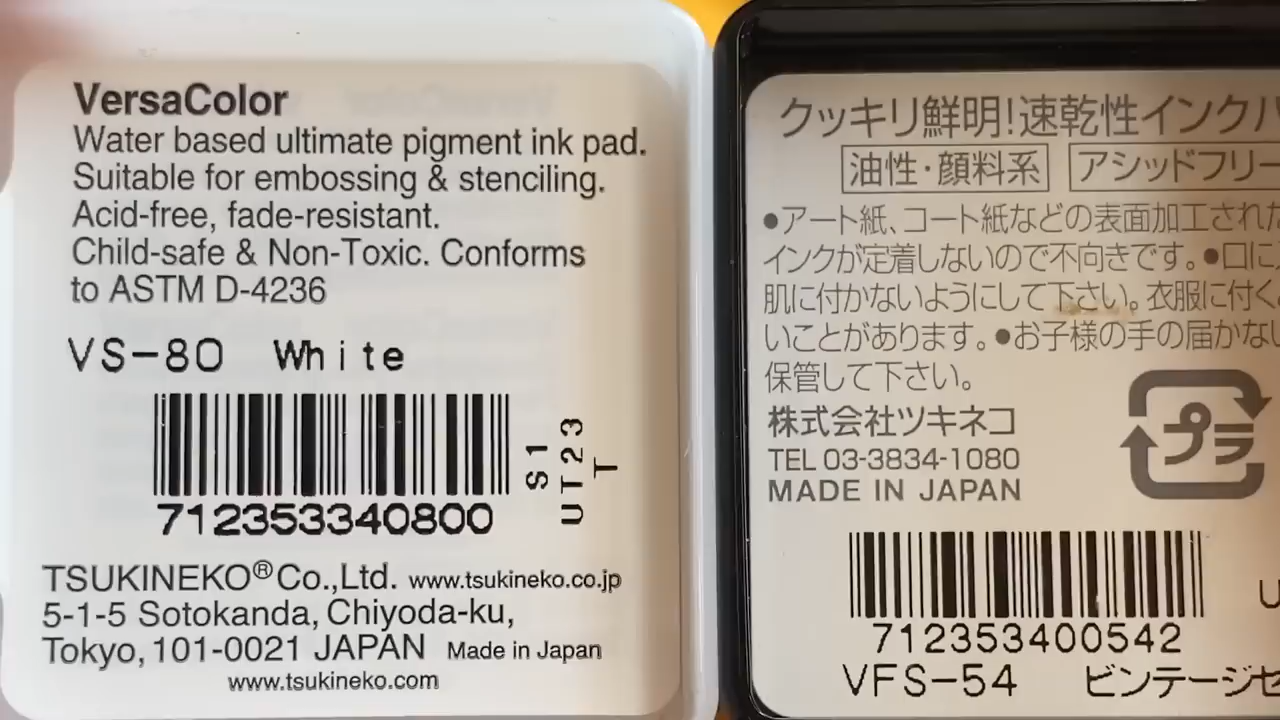 VersaColor
Water based ultimate pigment ink pad.
Suitable for embossing & stenciling.
Acid-free, fade-resistant.
Child-safe & Non-Toxic. Conforms
to ASTM D-4236
VS-80 White
712353340800
S1
UT23
T
TSUKINEKO® Co.,Ltd. www.tsukineko.co.jp
5-1-5 Sotokanda, Chiyoda-ku,
Tokyo, 101-0021 JAPAN Made in Japan
www.tsukineko.com
クッキリ鮮明!速乾性インク
油性・顔料系 アシッドフリー
●アート紙、コート紙などの表面加工された
インクが定着しないので不向きです。●口に
肌に付かないようにして下さい。衣服に付く
いことがあります。●お子様の手の届かない
保管して下さい。
株式会社ツキネコ
TEL 03-3834-1080
MADE IN JAPAN
プラ
712353400542
VFS-54 ビンテージセ